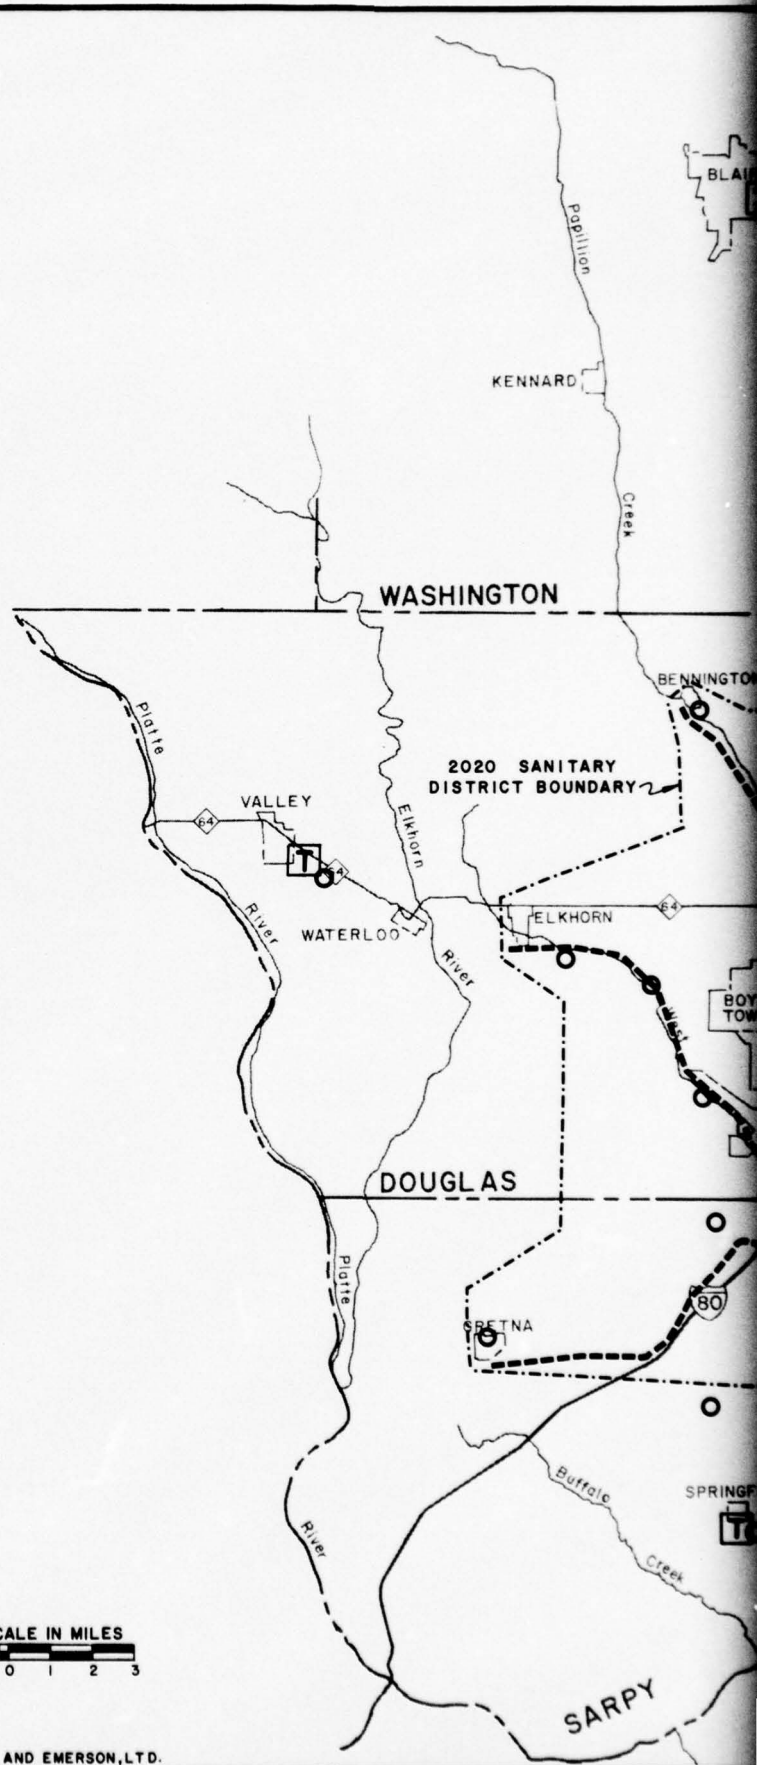 BLAI
Papillion
KENNARD
Creek
WASHINGTON
BENNINGTON
Platte
2020 SANITARY
DISTRICT BOUNDARY
VALLEY
64
Elkhorn
T
64
64
ELKHORN
River
WATERLOO
River
BOY
TOW
West
DOUGLAS
Platte
80
GRETNA
Buffalo
SPRINGF
T
River
Creek
CALE IN MILES
0 1 2 3
SARPY
AND EMERSON, LTD.